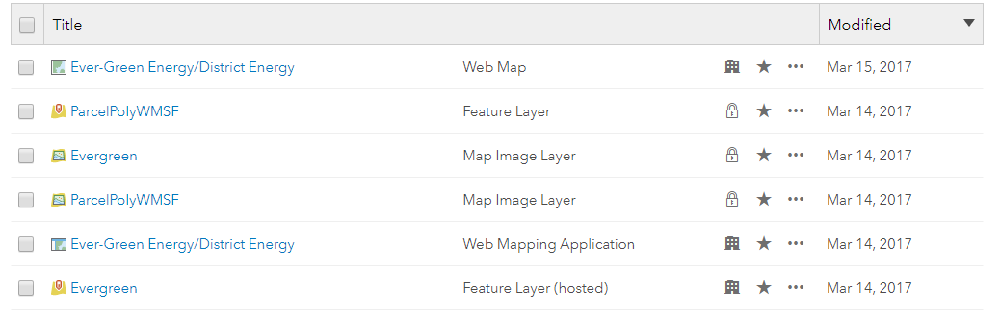 Title Modified
Ever-Green Energy/District Energy Web Map Mar 15, 2017
ParcelPolyWMSF Feature Layer Mar 14, 2017
Evergreen Map Image Layer Mar 14, 2017
ParcelPolyWMSF Map Image Layer Mar 14, 2017
Ever-Green Energy/District Energy Web Mapping Application Mar 14, 2017
Evergreen Feature Layer (hosted) Mar 14, 2017